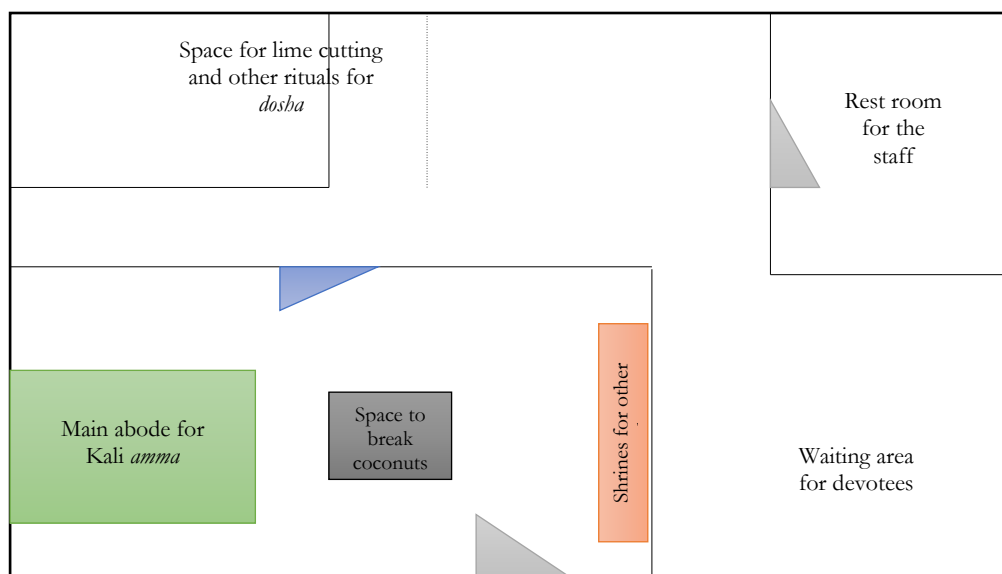 Space for lime cutting
and other rituals for
dosha
Rest room
for the
staff
Main abode for
Kali amma
Space to
break
coconuts
Shrines for other
Waiting area
for devotees